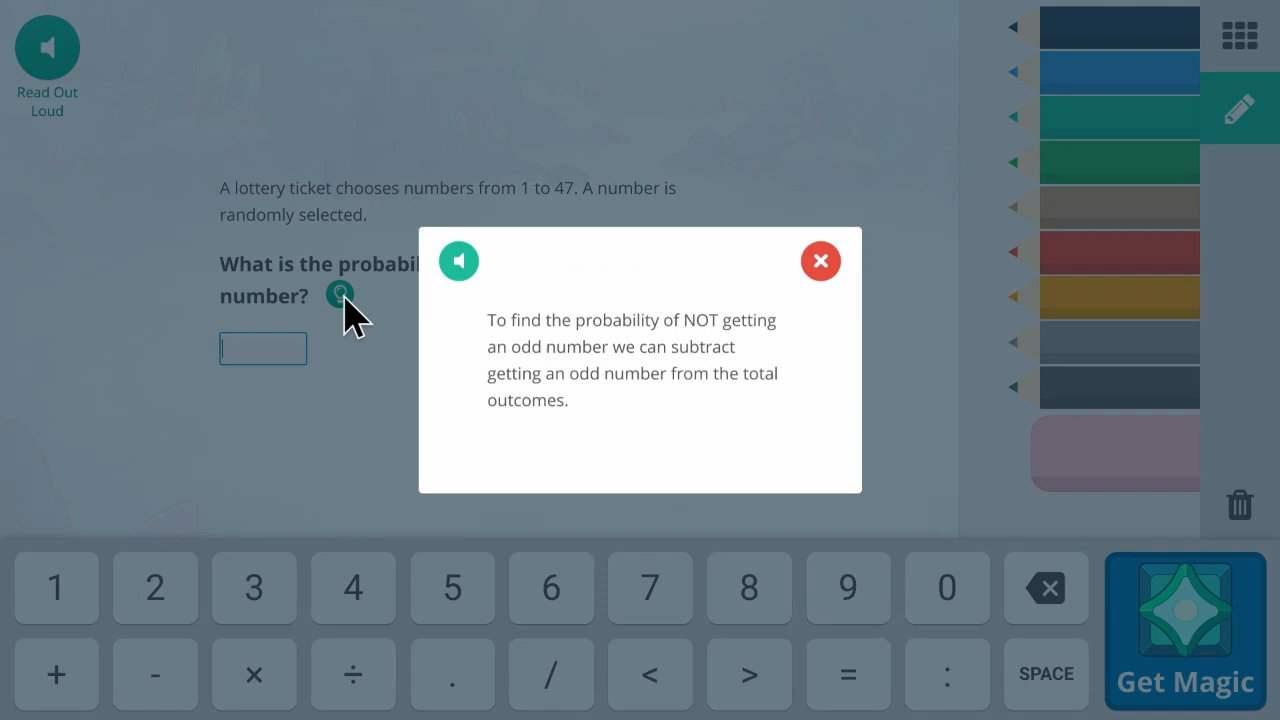 Read Out
Loud
A lottery ticket chooses numbers from 1 to 47. A number is
randomly selected.
What is the probabil
number?
To find the probability of NOT getting
an odd number we can subtract
getting an odd number from the total
outcomes.
1 2 3 4 5 6 7 8 9 0
+ - × ÷ . / < > = : SPACE
Get Magic